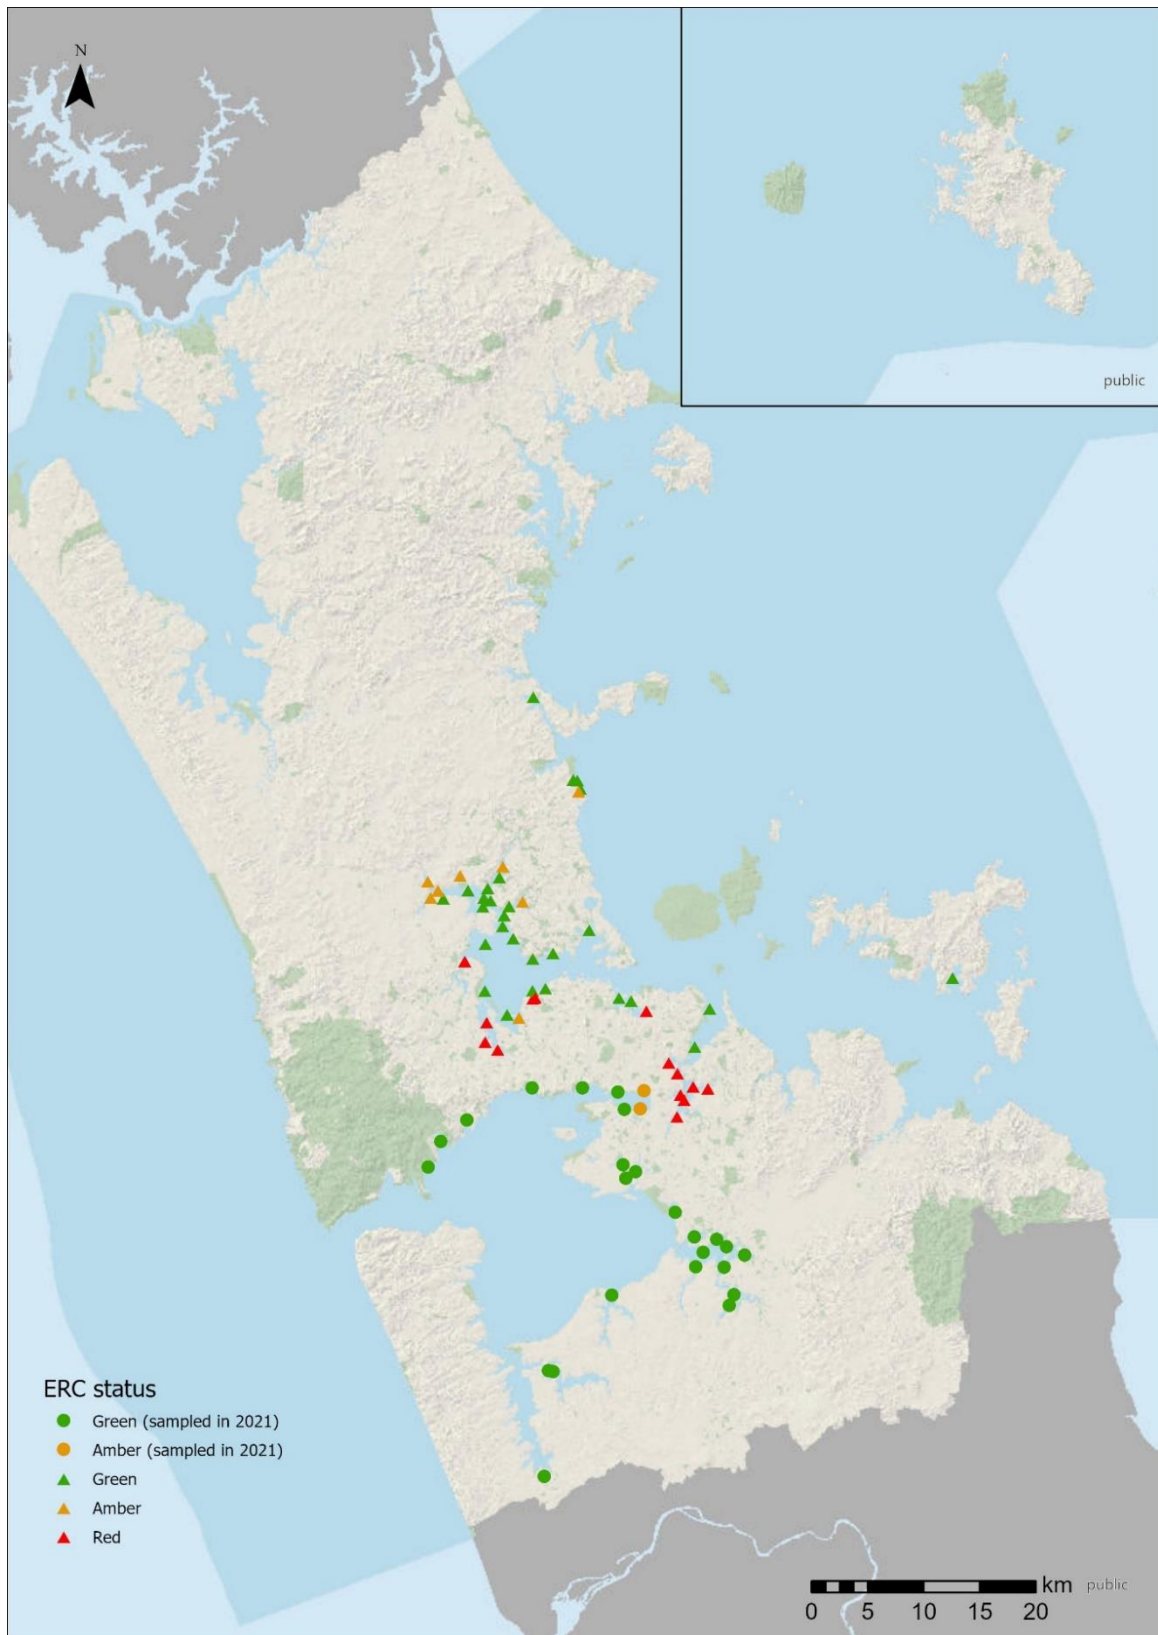 N
public
ERC status
Green (sampled in 2021)
Amber (sampled in 2021)
Green
Amber
Red
km public
0 5 10 15 20